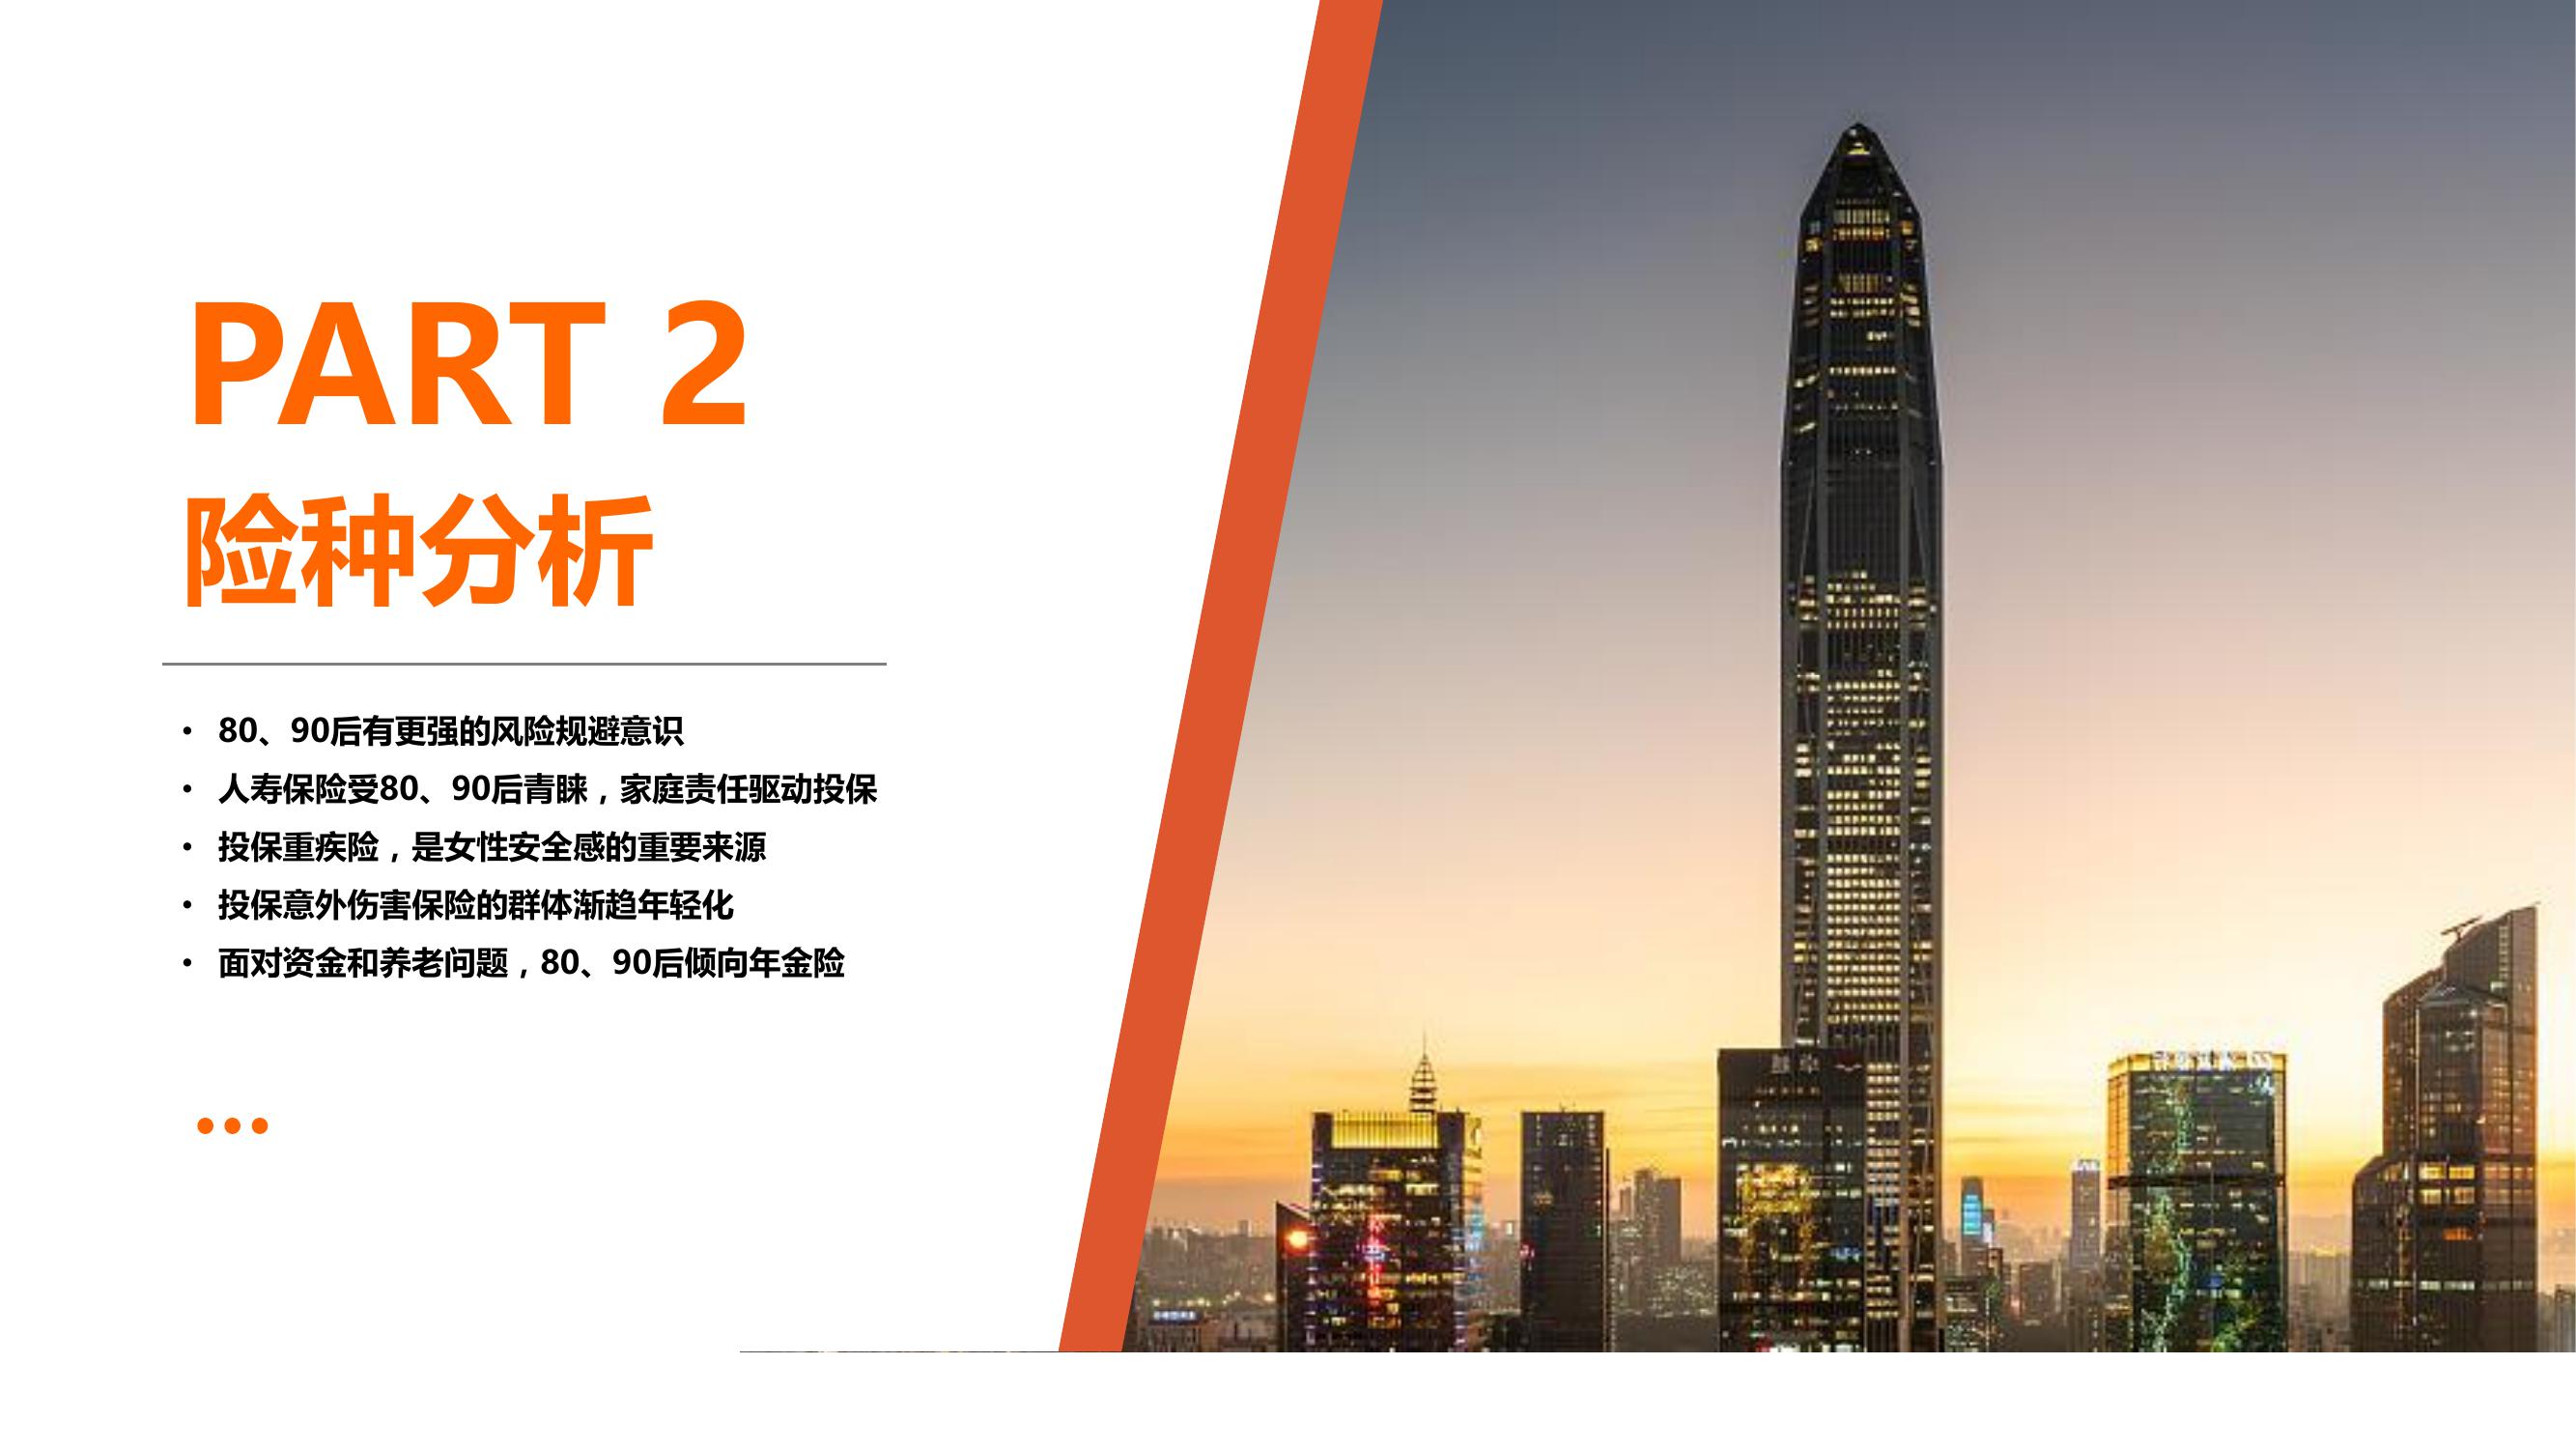 PART 2
险种分析
• 80、90后有更强的风险规避意识
• 人寿保险受80、90后青睐，家庭责任驱动投保
• 投保重疾险，是女性安全感的重要来源
• 投保意外伤害保险的群体渐趋年轻化
• 面对资金和养老问题，80、90后倾向年金险